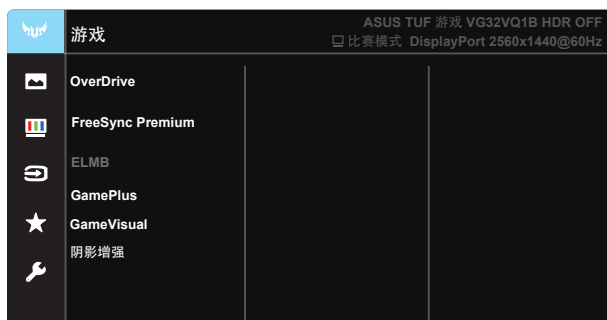 游戏
ASUS TUF 游戏 VG32VQ1B HDR OFF
比赛模式 DisplayPort 2560x1440@60Hz
OverDrive
FreeSync Premium
ELMB
GamePlus
GameVisual
阴影增强